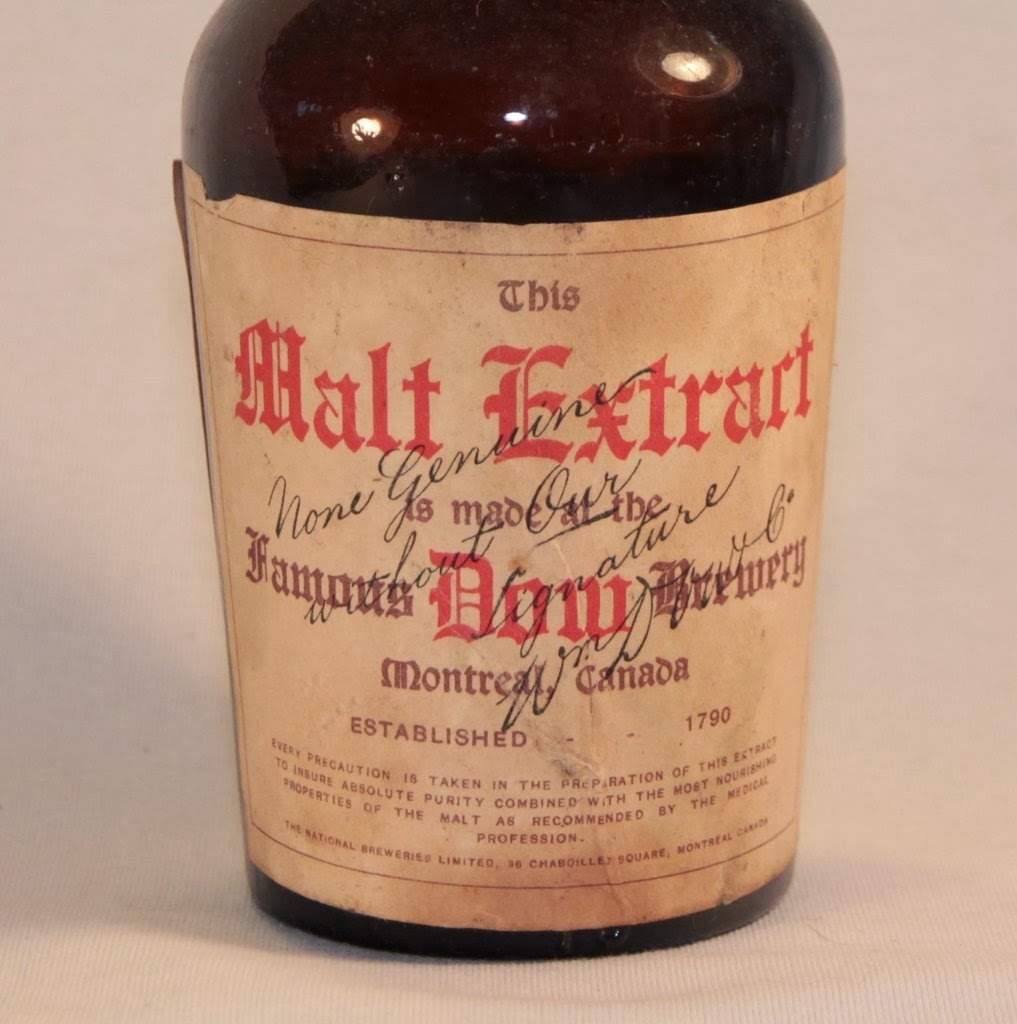 This
Malt Extract
is made at the
Famous Dow Brewery
Montreal, Canada
ESTABLISHED - - 1790
EVERY PRECAUTION IS TAKEN IN THE PREPARATION OF THIS EXTRACT
TO INSURE ABSOLUTE PURITY COMBINED WITH THE MOST NOURISHING
PROPERTIES OF THE MALT AS RECOMMENDED BY THE MEDICAL
PROFESSION.
THE NATIONAL BREWERIES LIMITED, 36 CHABOILLEZ SQUARE, MONTREAL CANADA
None Genuine
without Our
Signature
Wm Dow & Co